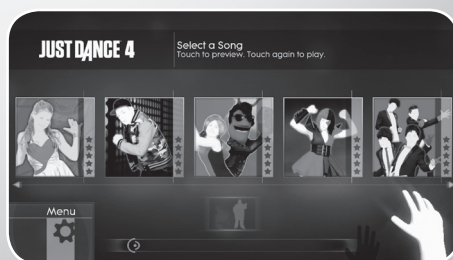 JUST DANCE 4
Select a Song
Touch to preview. Touch again to play.
Menu